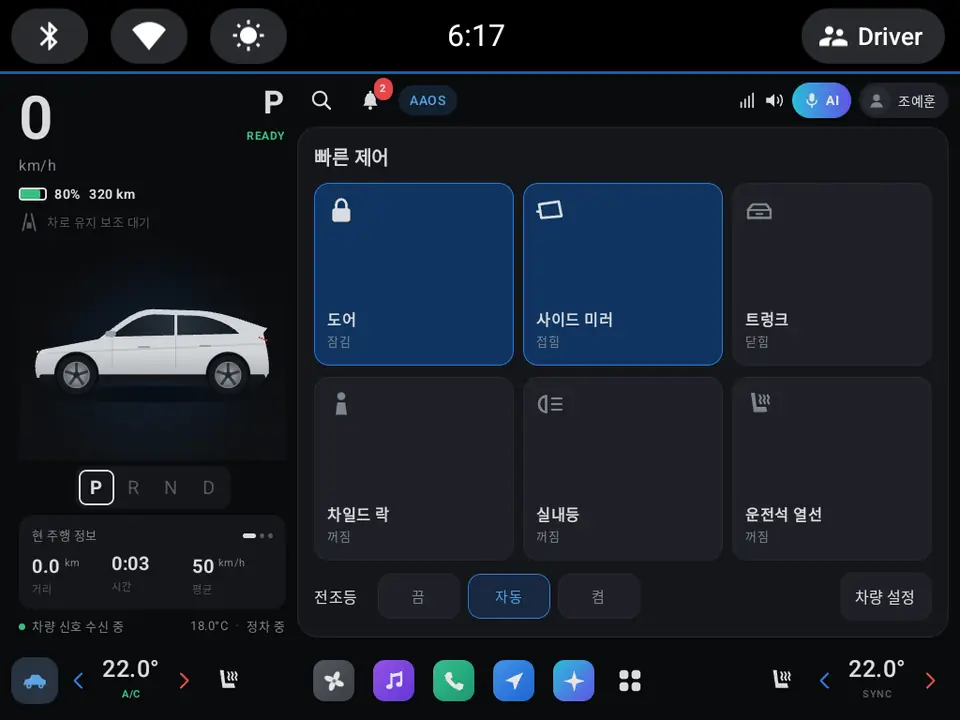 6:17
Driver
0
P
READY
km/h
80% 320 km
차로 유지 보조 대기
2
AAOS
AI
조예훈
빠른 제어
도어
잠김
사이드 미러
접힘
트렁크
닫힘
차일드 락
꺼짐
실내등
꺼짐
운전석 열선
꺼짐
전조등
끔
자동
켬
차량 설정
P R N D
현 주행 정보
0.0 km
거리
0:03
시간
50 km/h
평균
차량 신호 수신 중
18.0°C · 정차 중
22.0°
A/C
22.0°
SYNC